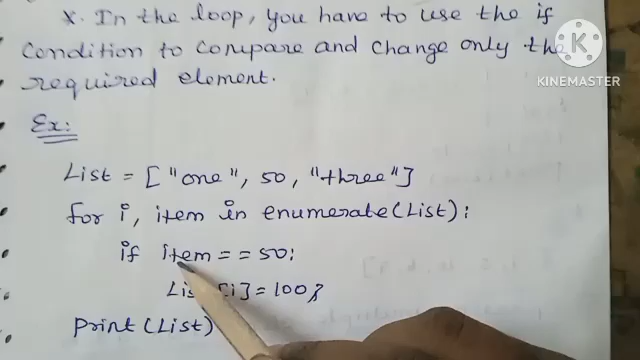 x. In the loop, you have to use the if
condition to compare and change only the
required element.
KINEMASTER
Ex:
List = ["one", 50, "three"]
for i, item in enumerate(List):
if item == 50:
List[i] = 100
print(List)